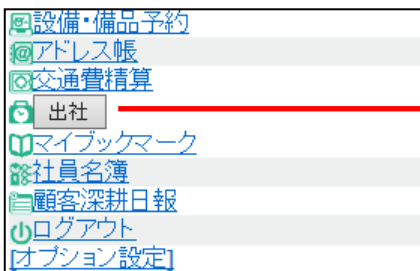 設備・備品予約
アドレス帳
交通費精算
出社
マイブックマーク
社員名簿
顧客深耕日報
ログアウト
[オプション設定]